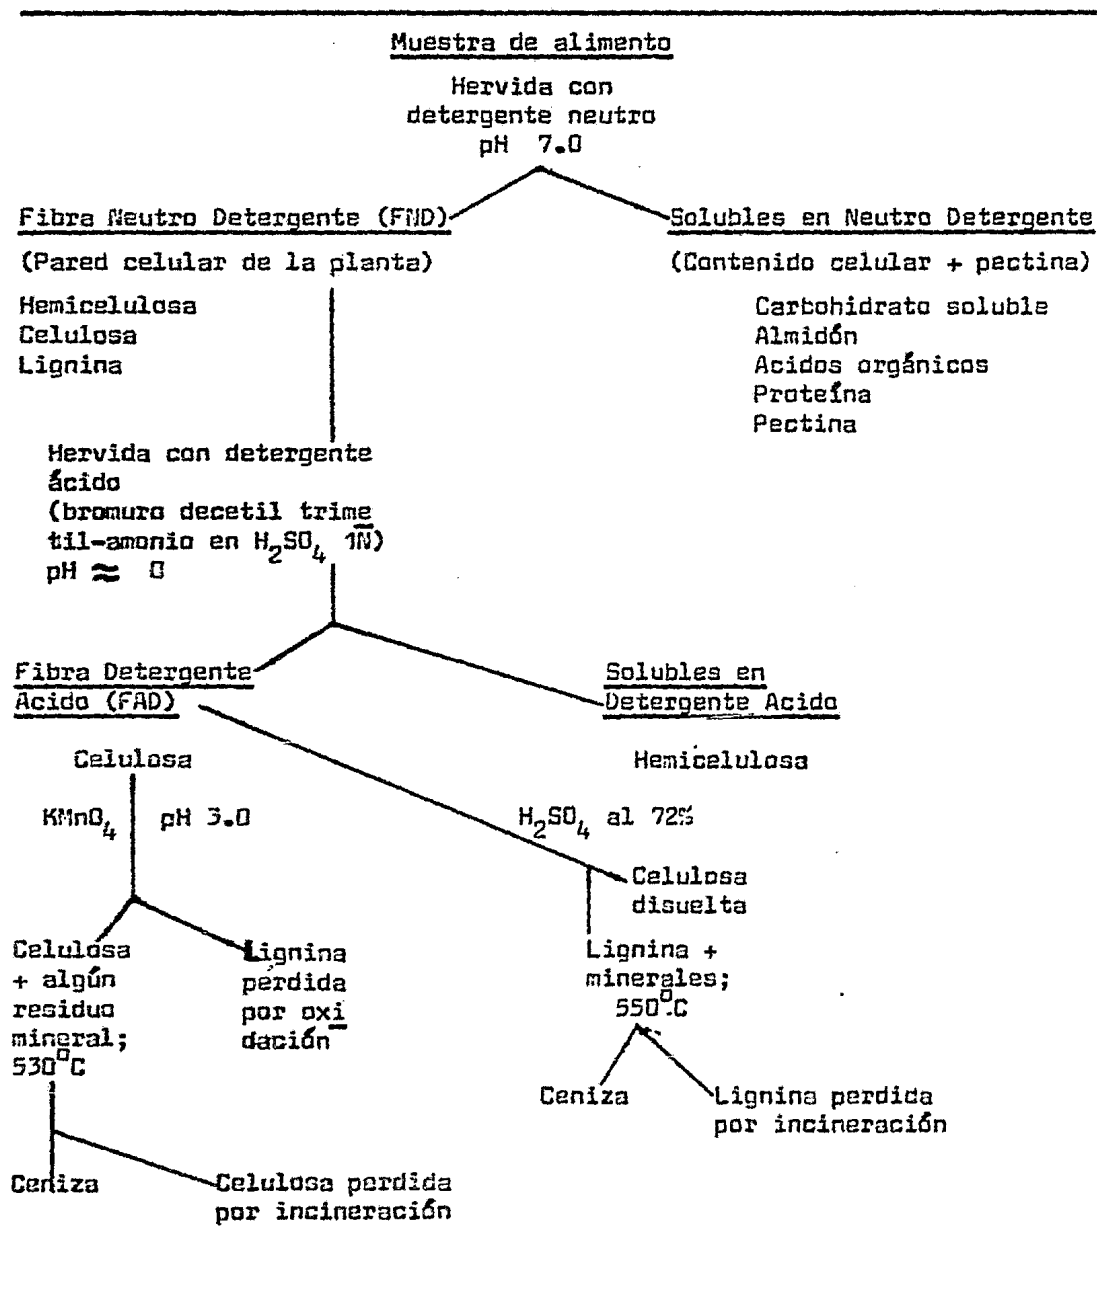 Muestra de alimento
Hervida con
detergente neutro
pH 7.0
Fibra Neutro Detergente (FND)
(Pared celular de la planta)
Hemicelulosa
Celulosa
Lignina
Solubles en Neutro Detergente
(Contenido celular + pectina)
Carbohidrato soluble
Almidón
Acidos orgánicos
Proteína
Pectina
Hervida con detergente
ácido
(bromuro decetil trime
til-amonio en H₂SO₄ 1N)
pH ≈ 0
Fibra Detergente
Acido (FAD)
Solubles en
Detergente Acido
Celulosa
Hemicelulosa
KMnO₄ pH 3.0
H₂SO₄ al 72%
Celulosa
disuelta
Celulosa
+ algún
residuo
mineral;
530°C
Lignina
perdida
por oxi
dación
Lignina +
minerales;
550°C
Ceniza
Lignina perdida
por incineración
Ceniza
Celulosa perdida
por incineración